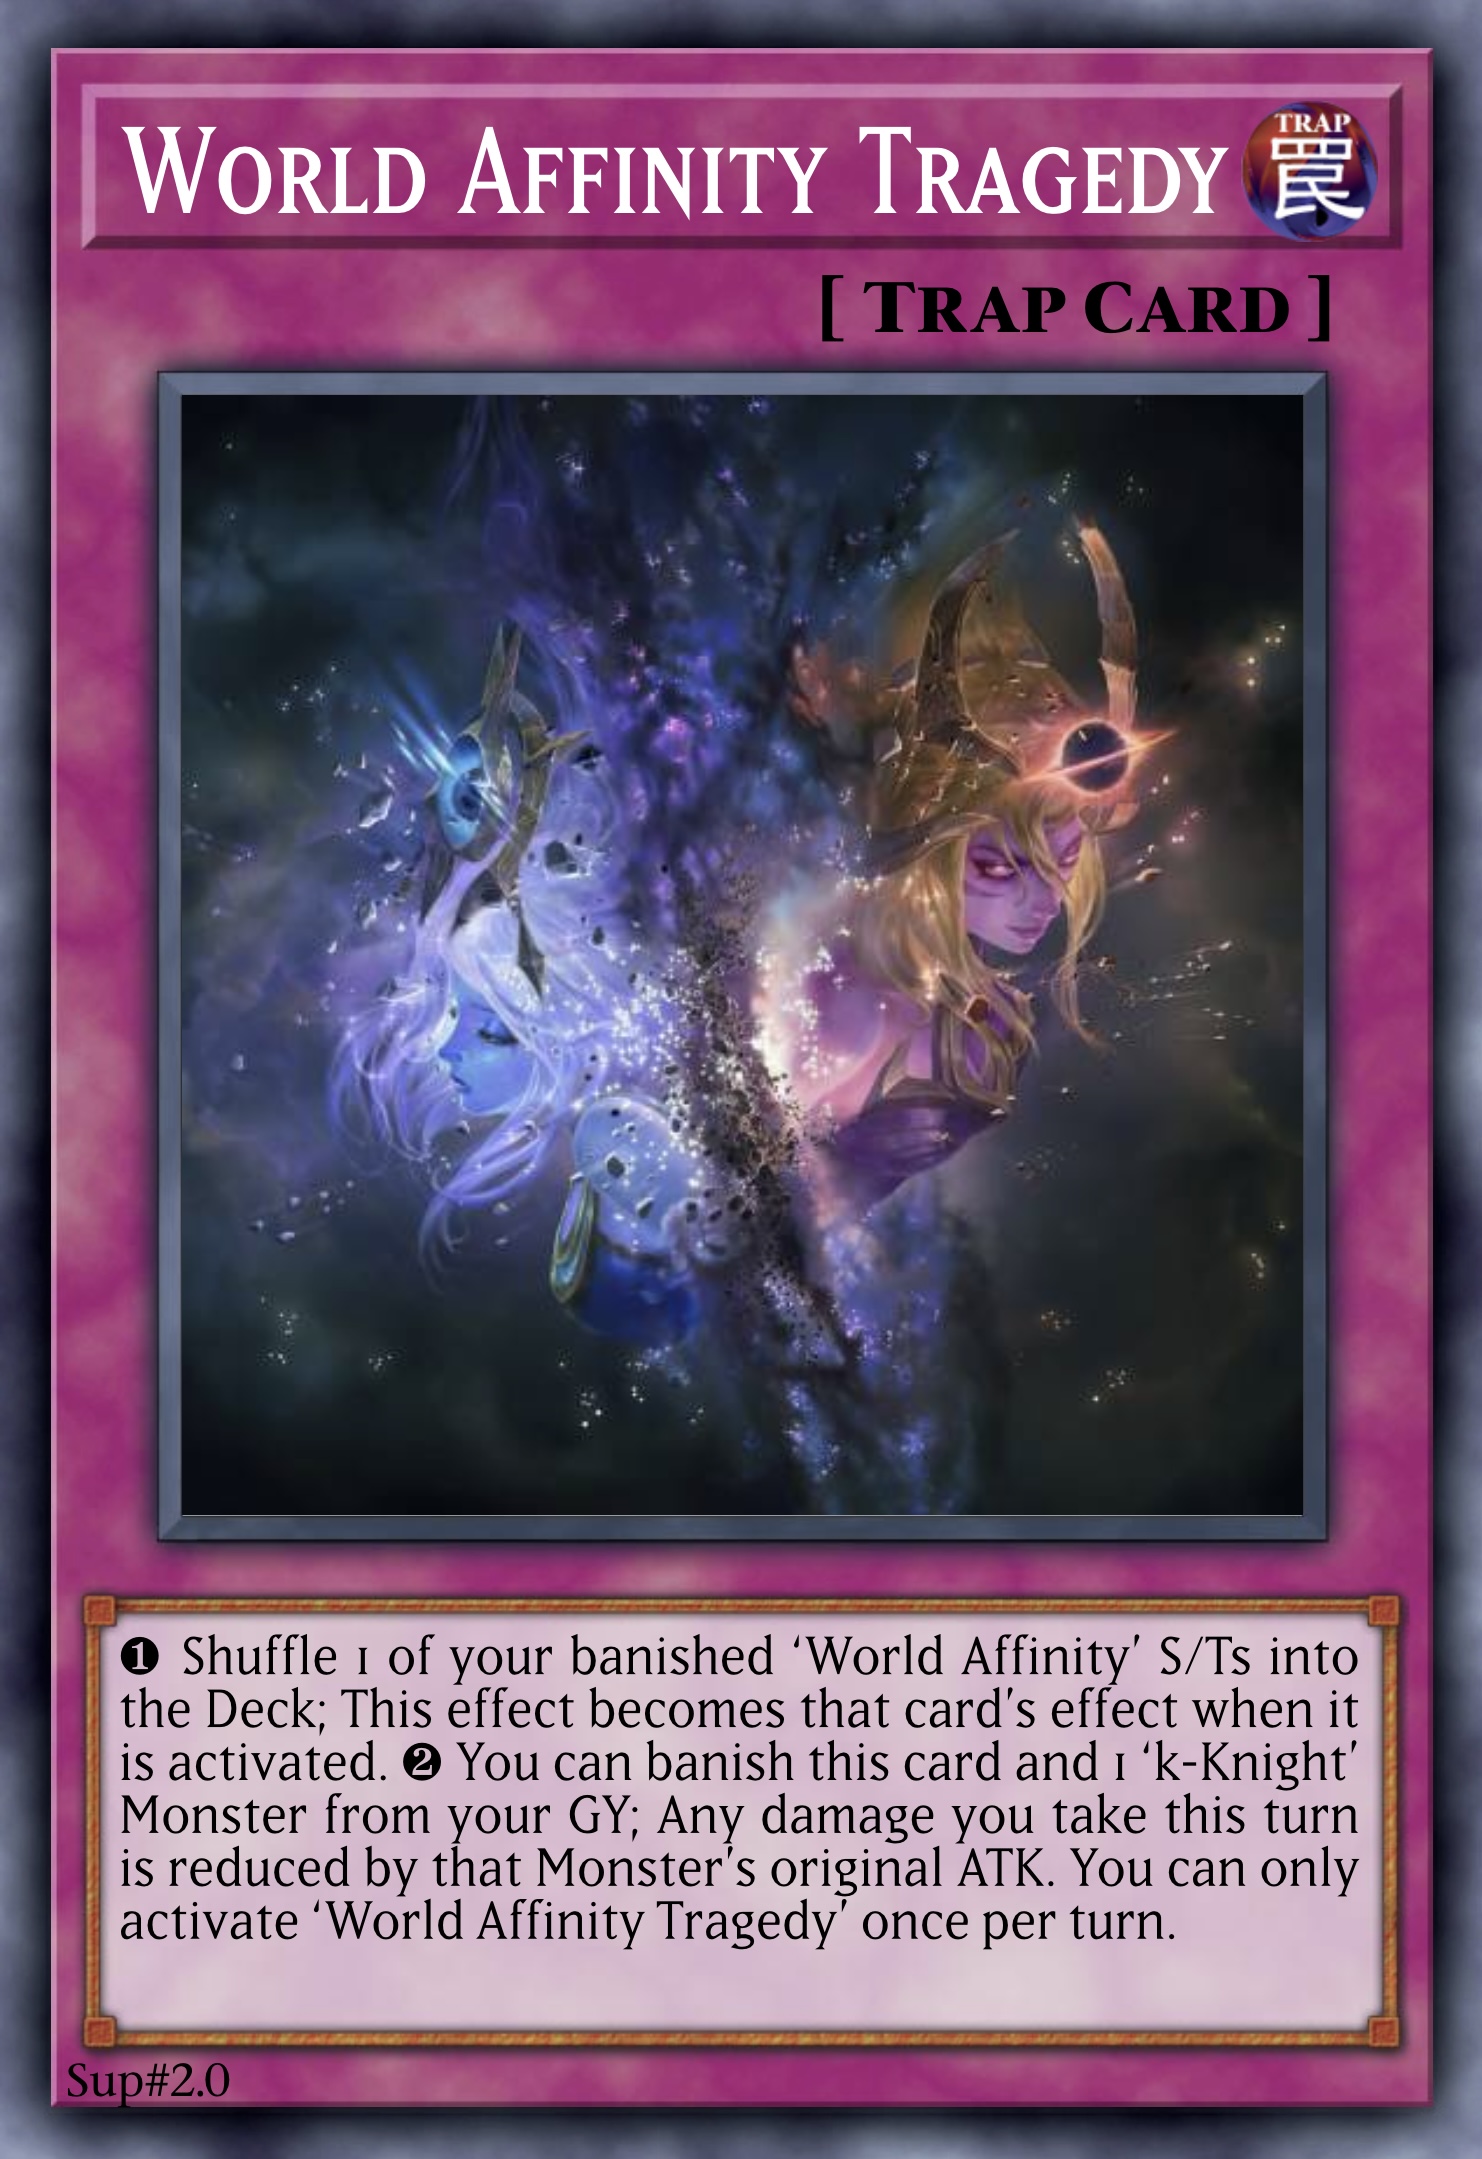 World Affinity Tragedy
TRAP
罠
[ Trap Card ]
❶ Shuffle 1 of your banished ‘World Affinity’ S/Ts into
the Deck; This effect becomes that card's effect when it
is activated. ❷ You can banish this card and 1 ‘k-Knight’
Monster from your GY; Any damage you take this turn
is reduced by that Monster's original ATK. You can only
activate ‘World Affinity Tragedy’ once per turn.
Sup#2.0